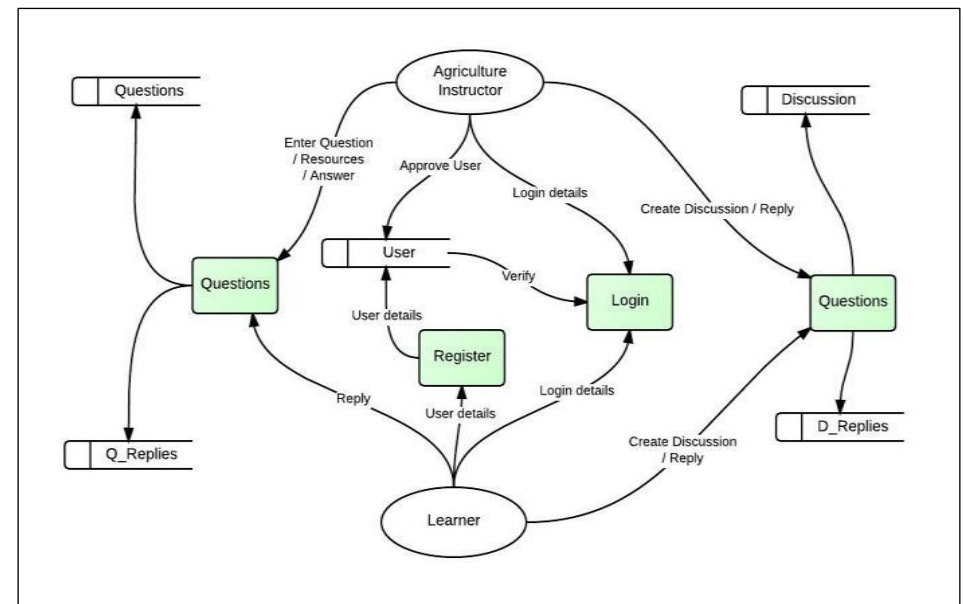 Agriculture
Instructor
Questions
Discussion
Enter Question
/ Resources
/ Answer
Approve User
Login details
Create Discussion / Reply
User
Verify
Questions
Login
Questions
User details
Register
Reply
User details
Login details
Create Discussion
/ Reply
D_Replies
Q_Replies
Learner